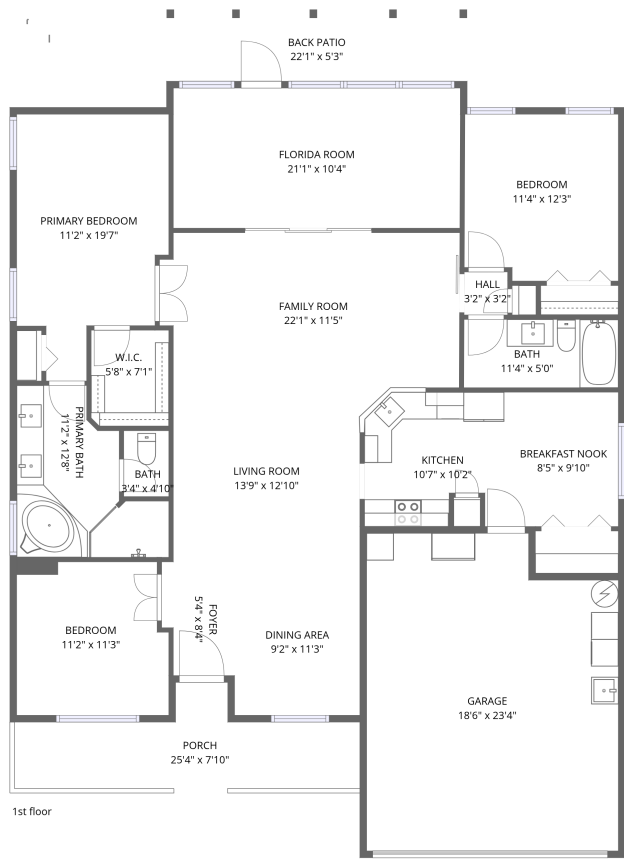 BACK PATIO
22'1" x 5'3"
FLORIDA ROOM
21'1" x 10'4"
BEDROOM
11'4" x 12'3"
PRIMARY BEDROOM
11'2" x 19'7"
HALL
3'2" x 3'2"
FAMILY ROOM
22'1" x 11'5"
W.I.C.
5'8" x 7'1"
BATH
11'4" x 5'0"
PRIMARY BATH
11'2" x 12'8"
BATH
3'4" x 4'10"
LIVING ROOM
13'9" x 12'10"
KITCHEN
10'7" x 10'2"
BREAKFAST NOOK
8'5" x 9'10"
BEDROOM
11'2" x 11'3"
FOYER
5'4" x 8'4"
DINING AREA
9'2" x 11'3"
GARAGE
18'6" x 23'4"
PORCH
25'4" x 7'10"
1st floor